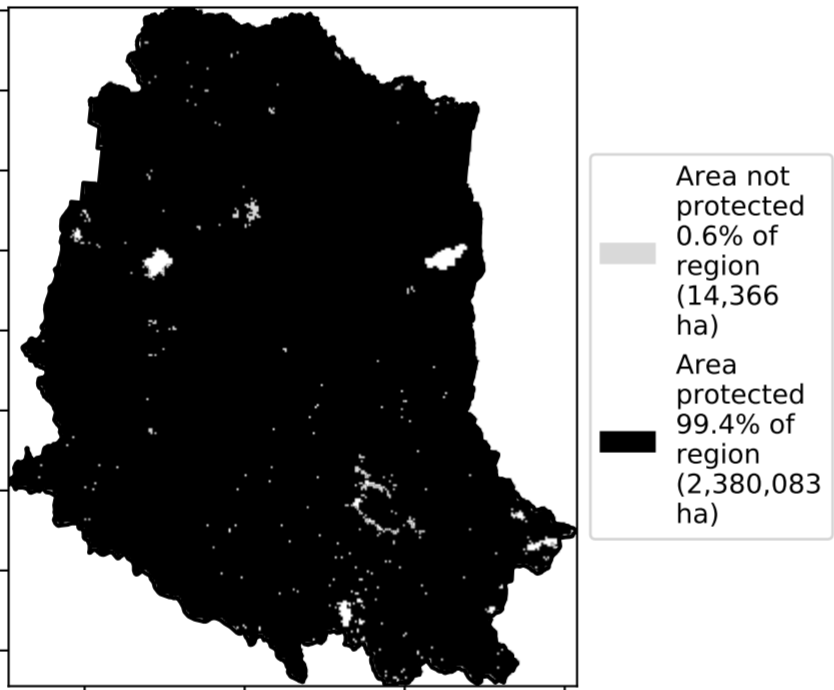 Area not
protected
0.6% of
region
(14,366
ha)
Area
protected
99.4% of
region
(2,380,083
ha)